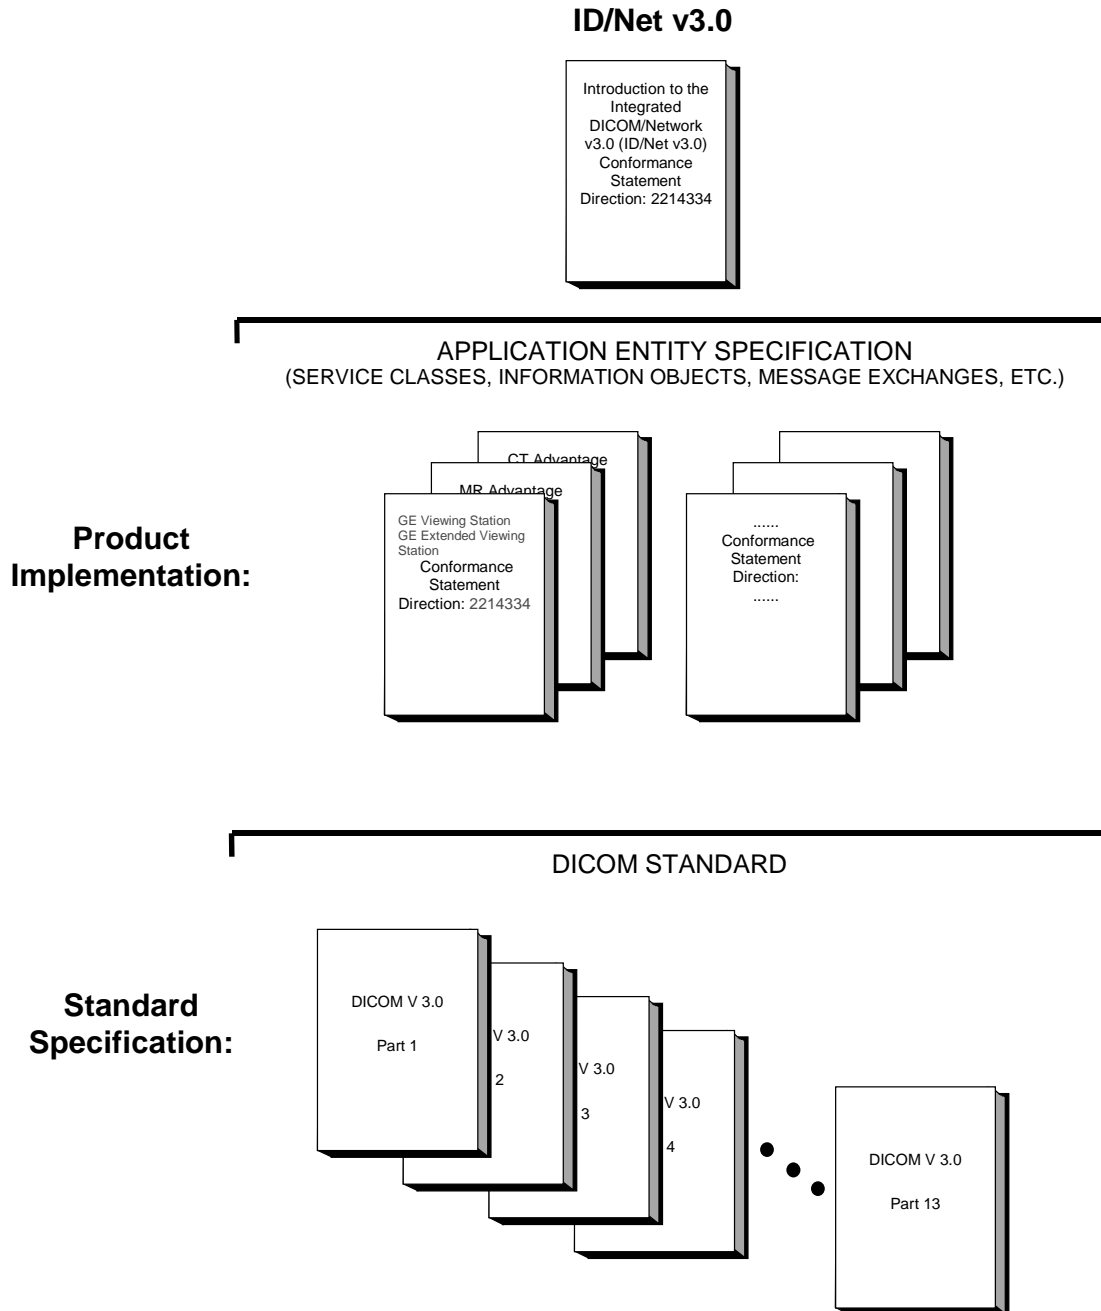 ID/Net v3.0
Introduction to the
Integrated
DICOM/Network
v3.0 (ID/Net v3.0)
Conformance
Statement
Direction: 2214334
APPLICATION ENTITY SPECIFICATION
(SERVICE CLASSES, INFORMATION OBJECTS, MESSAGE EXCHANGES, ETC.)
Product
Implementation:
CT Advantage
MR Advantage
GE Viewing Station
GE Extended Viewing
Station
Conformance
Statement
Direction: 2214334
......
Conformance
Statement
Direction:
......
DICOM STANDARD
Standard
Specification:
DICOM V 3.0
Part 1
V 3.0
2
V 3.0
3
V 3.0
4
DICOM V 3.0
Part 13